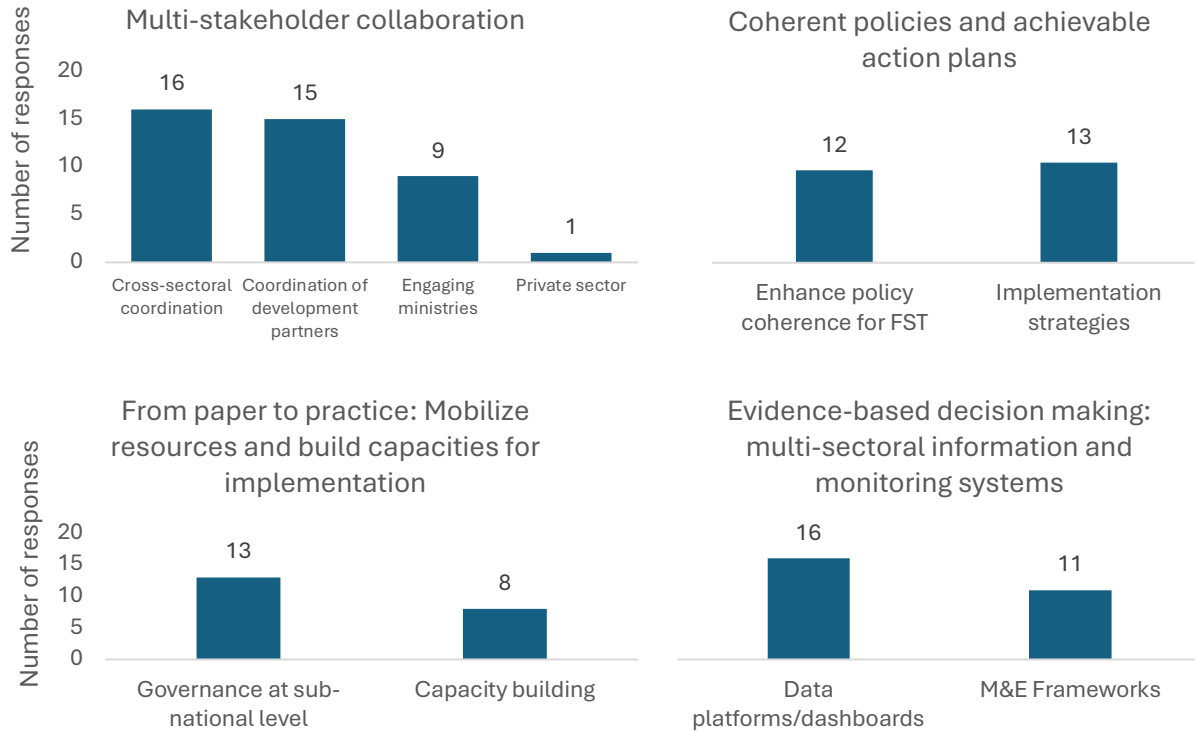 Multi-stakeholder collaboration
Number of responses
20
15
10
5
0
16
15
9
1
Cross-sectoral
coordination
Coordination of
development
partners
Engaging
ministries
Private sector
Coherent policies and achievable
action plans
12
13
Enhance policy
coherence for FST
Implementation
strategies
From paper to practice: Mobilize
resources and build capacities for
implementation
Number of responses
20
15
10
5
0
13
8
Governance at sub-
national level
Capacity building
Evidence-based decision making:
multi-sectoral information and
monitoring systems
16
11
Data
platforms/dashboards
M&E Frameworks